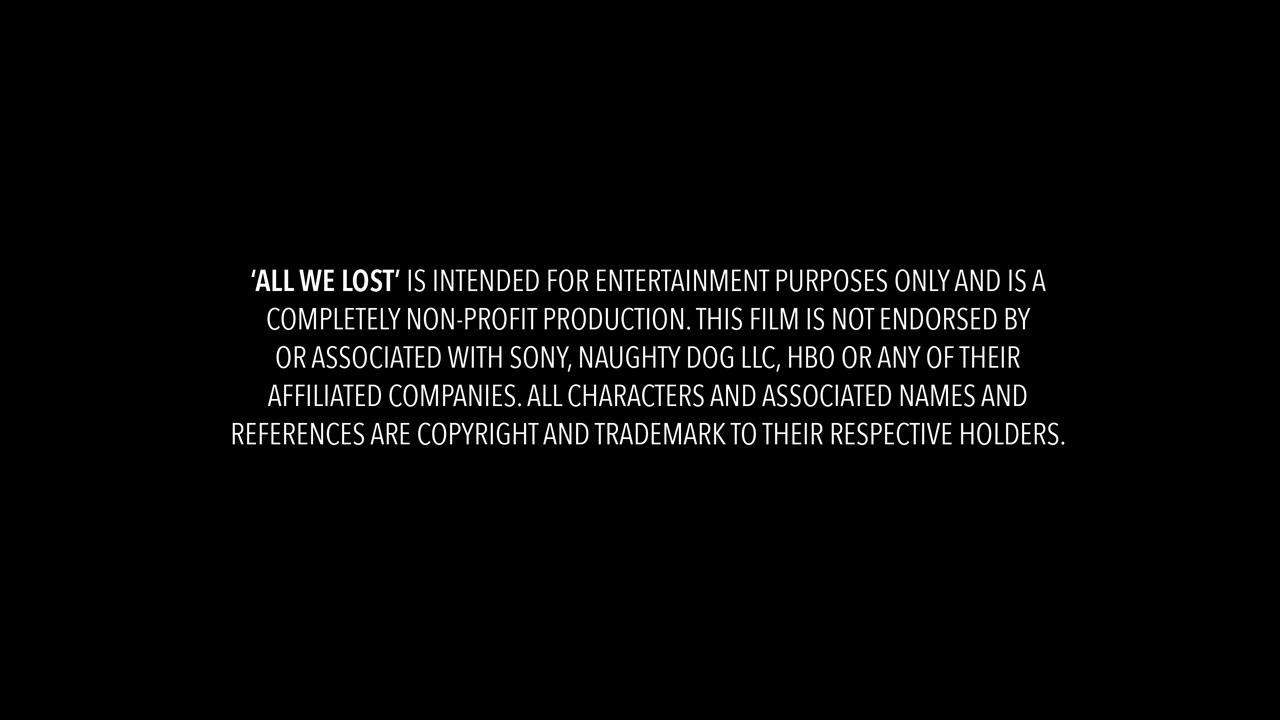 ‘ALL WE LOST’ IS INTENDED FOR ENTERTAINMENT PURPOSES ONLY AND IS A
COMPLETELY NON-PROFIT PRODUCTION. THIS FILM IS NOT ENDORSED BY
OR ASSOCIATED WITH SONY, NAUGHTY DOG LLC, HBO OR ANY OF THEIR
AFFILIATED COMPANIES. ALL CHARACTERS AND ASSOCIATED NAMES AND
REFERENCES ARE COPYRIGHT AND TRADEMARK TO THEIR RESPECTIVE HOLDERS.